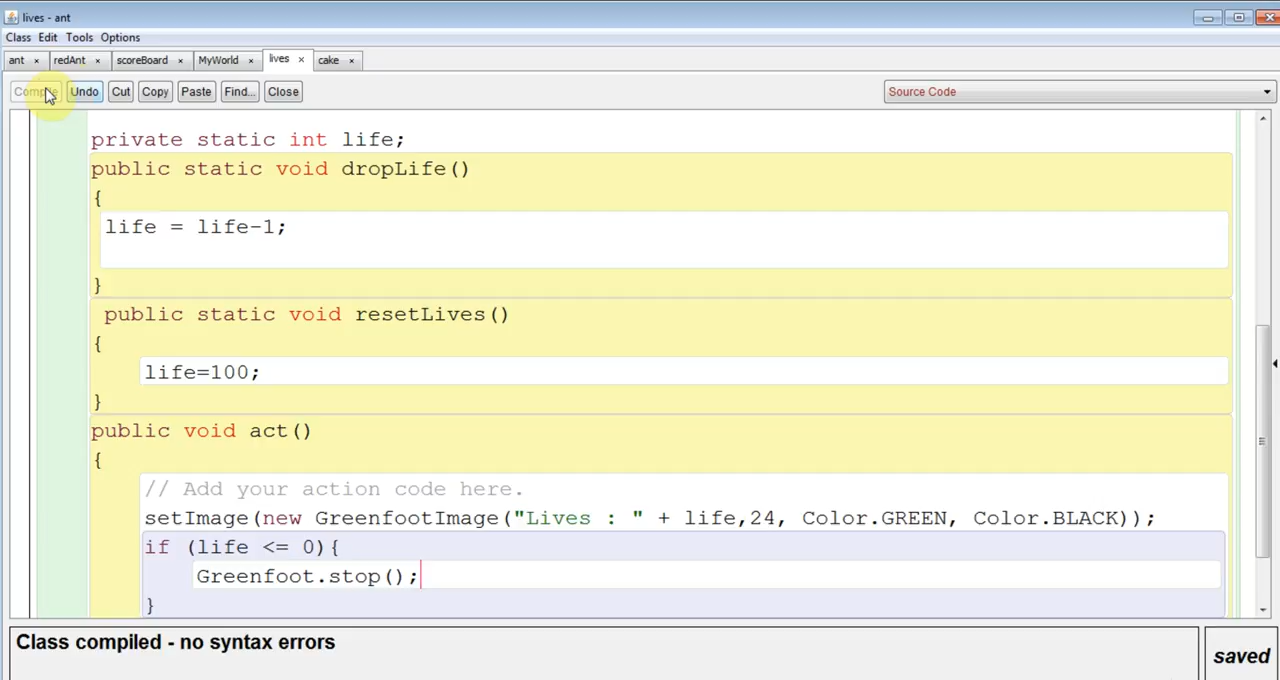 lives - ant
Class Edit Tools Options
ant × redAnt × scoreBoard × MyWorld × lives × cake ×
Compile Undo Cut Copy Paste Find... Close Source Code
private static int life;
public static void dropLife()
{
life = life-1;
}
public static void resetLives()
{
life=100;
}
public void act()
{
// Add your action code here.
setImage(new GreenfootImage("Lives : " + life,24, Color.GREEN, Color.BLACK));
if (life <= 0){
Greenfoot.stop();
}
Class compiled - no syntax errors
saved